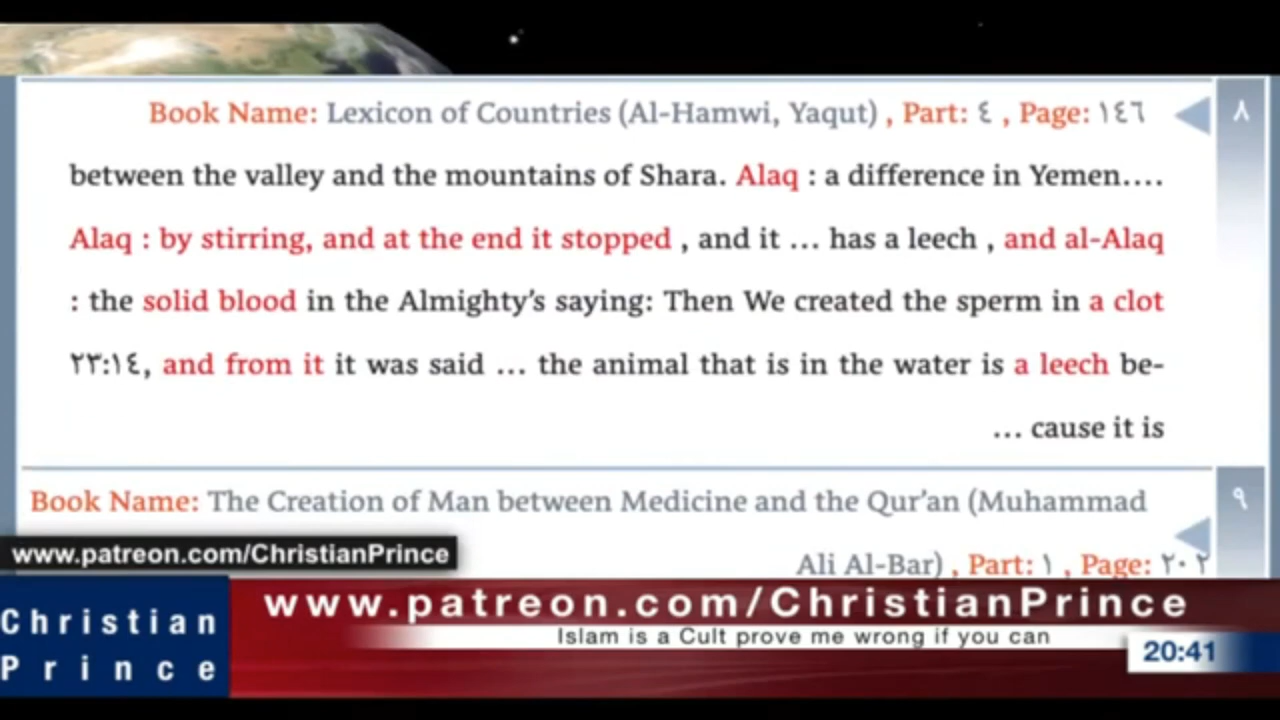 Book Name: Lexicon of Countries (Al-Hamwi, Yaqut) , Part: ٤ , Page: ١٤٦
٨
between the valley and the mountains of Shara. Alaq : a difference in Yemen....
Alaq : by stirring, and at the end it stopped , and it ... has a leech , and al-Alaq
: the solid blood in the Almighty's saying: Then We created the sperm in a clot
٢٣:١٤, and from it it was said ... the animal that is in the water is a leech be-
... cause it is
Book Name: The Creation of Man between Medicine and the Qur'an (Muhammad
٩
Ali Al-Bar) , Part: ١ , Page: ٢٠٢
www.patreon.com/ChristianPrince
Christian
Prince
www.patreon.com/ChristianPrince
Islam is a Cult prove me wrong if you can
20:41